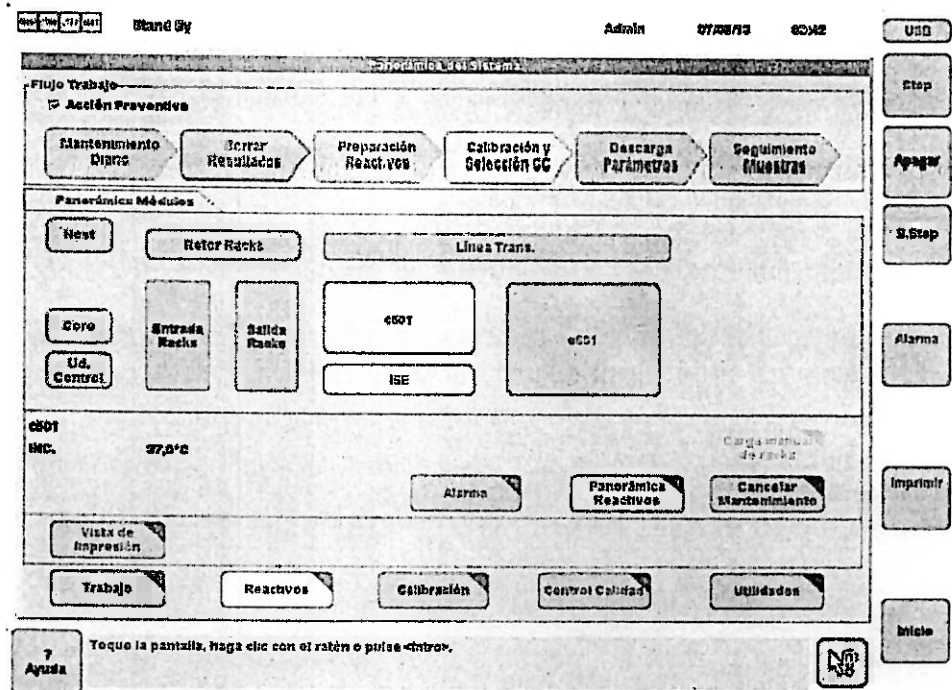 Stand By
Admin
USB
Panorámica del Sistema
Stop
Flujo Trabajo
Acción Preventiva
Mantenimiento
Diario
Borrar
Resultados
Preparación
Reactivos
Calibración y
Selección CC
Descarga
Parámetros
Seguimiento
Muestras
Apagar
Panorámica Módulos
Host
Retor Racks
Línea Trans.
S.Stop
Core
Entrada
Racks
Salida
Racks
c501
e601
Alarma
Ud.
Control
ISE
c501
INC.
37,0°C
Carga manual
de racks
Alarma
Panorámica
Reactivos
Cancelar
Mantenimiento
Imprimir
Vista de
Impresión
Trabajo
Reactivos
Calibración
Control Calidad
Utilidades
Inicio
?
Ayuda
Toque la pantalla, haga clic con el ratón o pulse <Intro>.